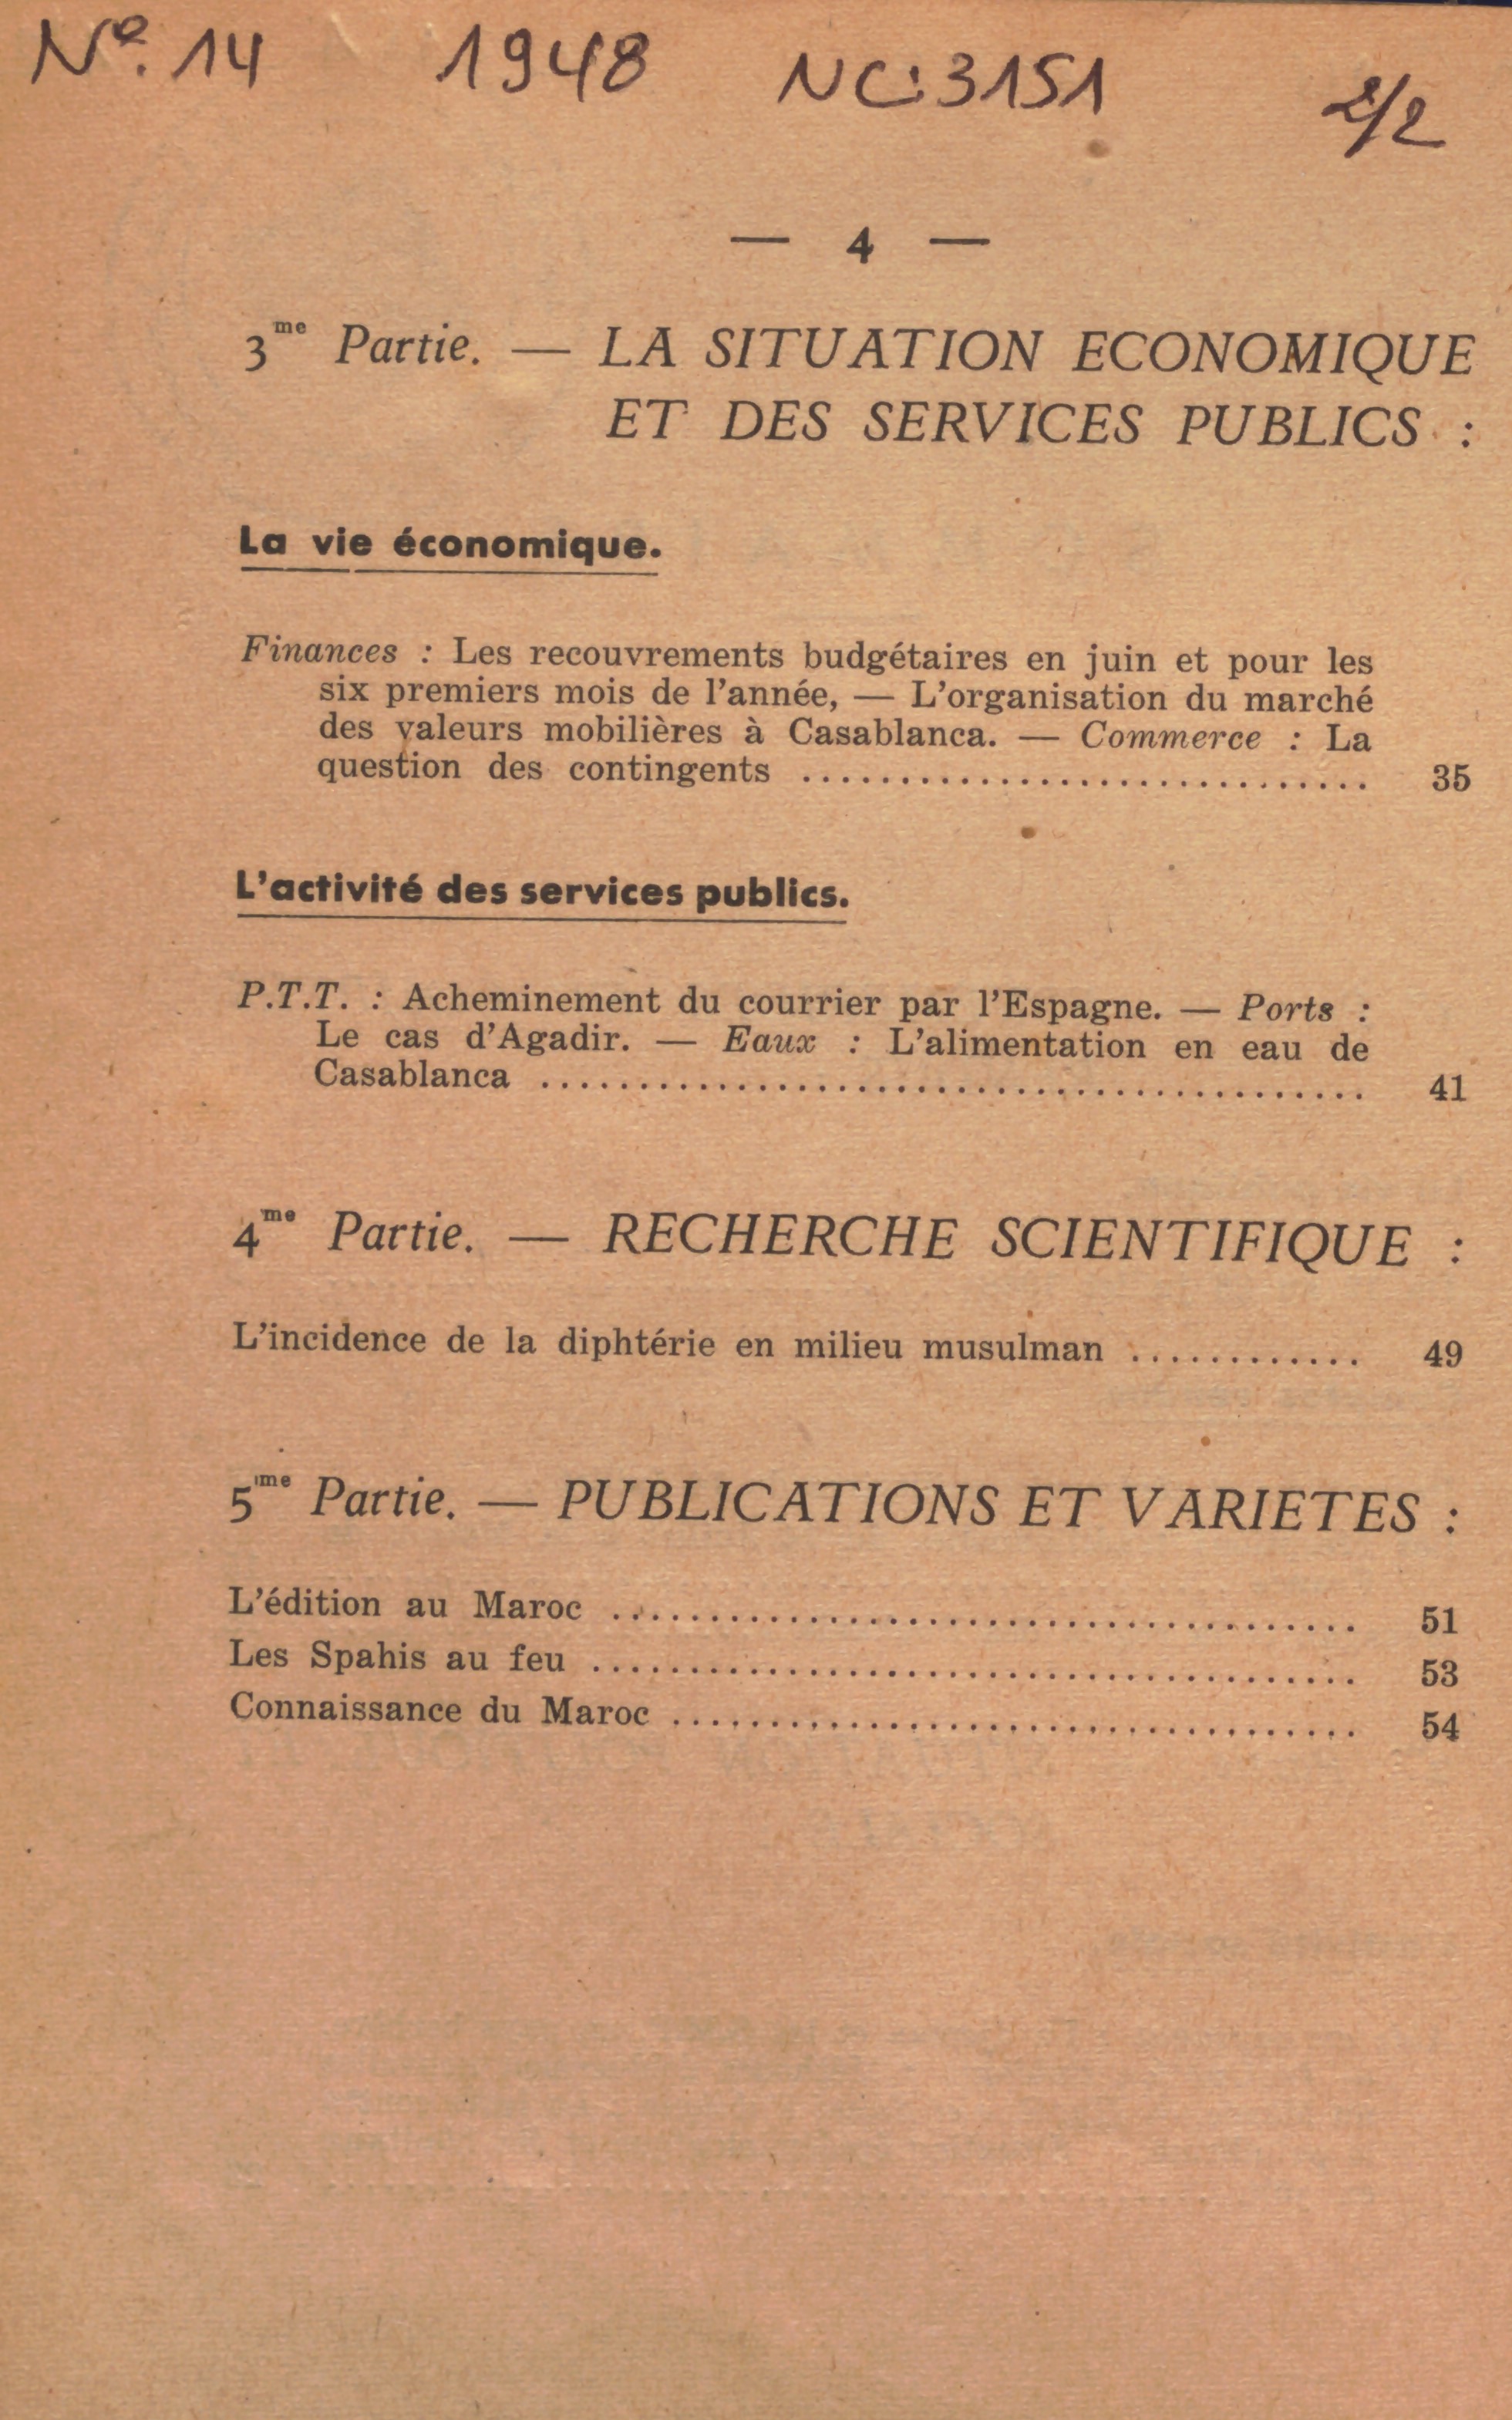 Nº. 14 1948 NC:3151 2/2
— 4 —
3me Partie. — LA SITUATION ECONOMIQUE
ET DES SERVICES PUBLICS :
La vie économique.
Finances : Les recouvrements budgétaires en juin et pour les
six premiers mois de l'année, — L'organisation du marché
des valeurs mobilières à Casablanca. — Commerce : La
question des contingents ............................. 35
L'activité des services publics.
P.T.T. : Acheminement du courrier par l'Espagne. — Ports :
Le cas d'Agadir. — Eaux : L'alimentation en eau de
Casablanca ........................................... 41
4me Partie. — RECHERCHE SCIENTIFIQUE :
L'incidence de la diphtérie en milieu musulman ............ 49
5me Partie. — PUBLICATIONS ET VARIETES :
L'édition au Maroc ....................................... 51
Les Spahis au feu ........................................ 53
Connaissance du Maroc .................................... 54